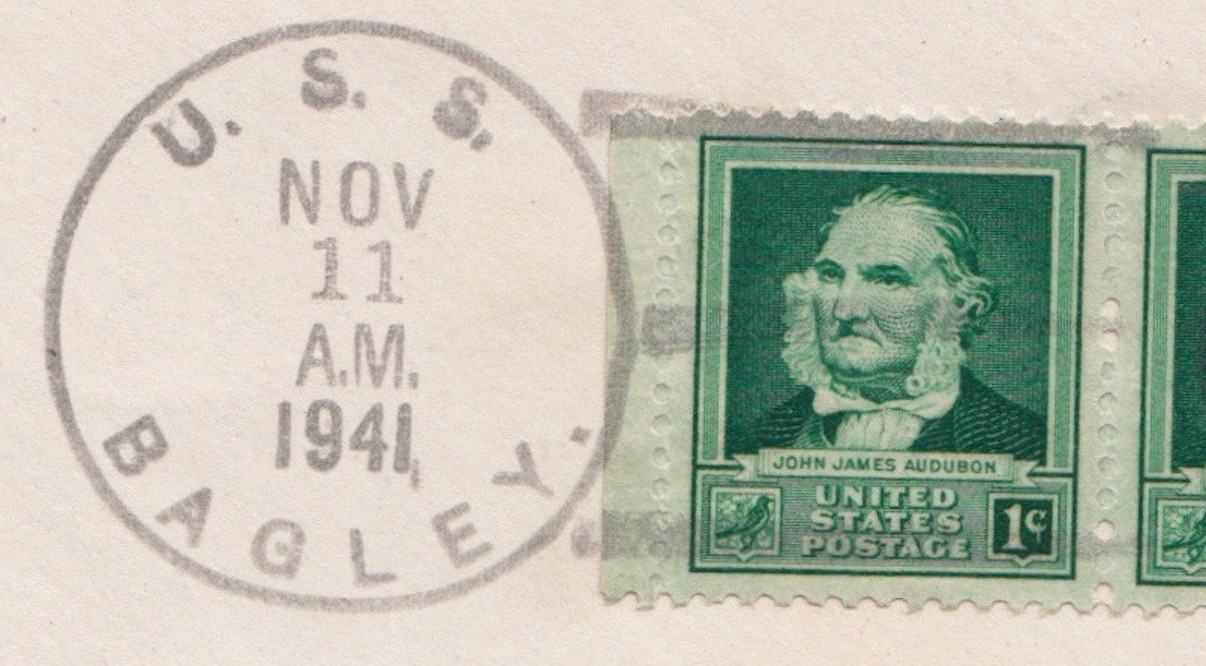 U. S. S.
NOV
11
A.M.
1941
BAGLEY.
JOHN JAMES AUDUBON
UNITED
STATES
POSTAGE
1¢